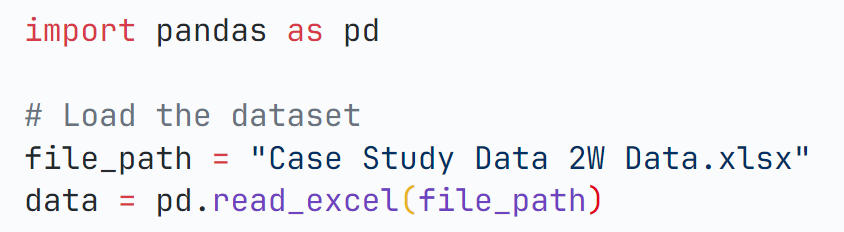 import pandas as pd
# Load the dataset
file_path = "Case Study Data 2W Data.xlsx"
data = pd.read_excel(file_path)